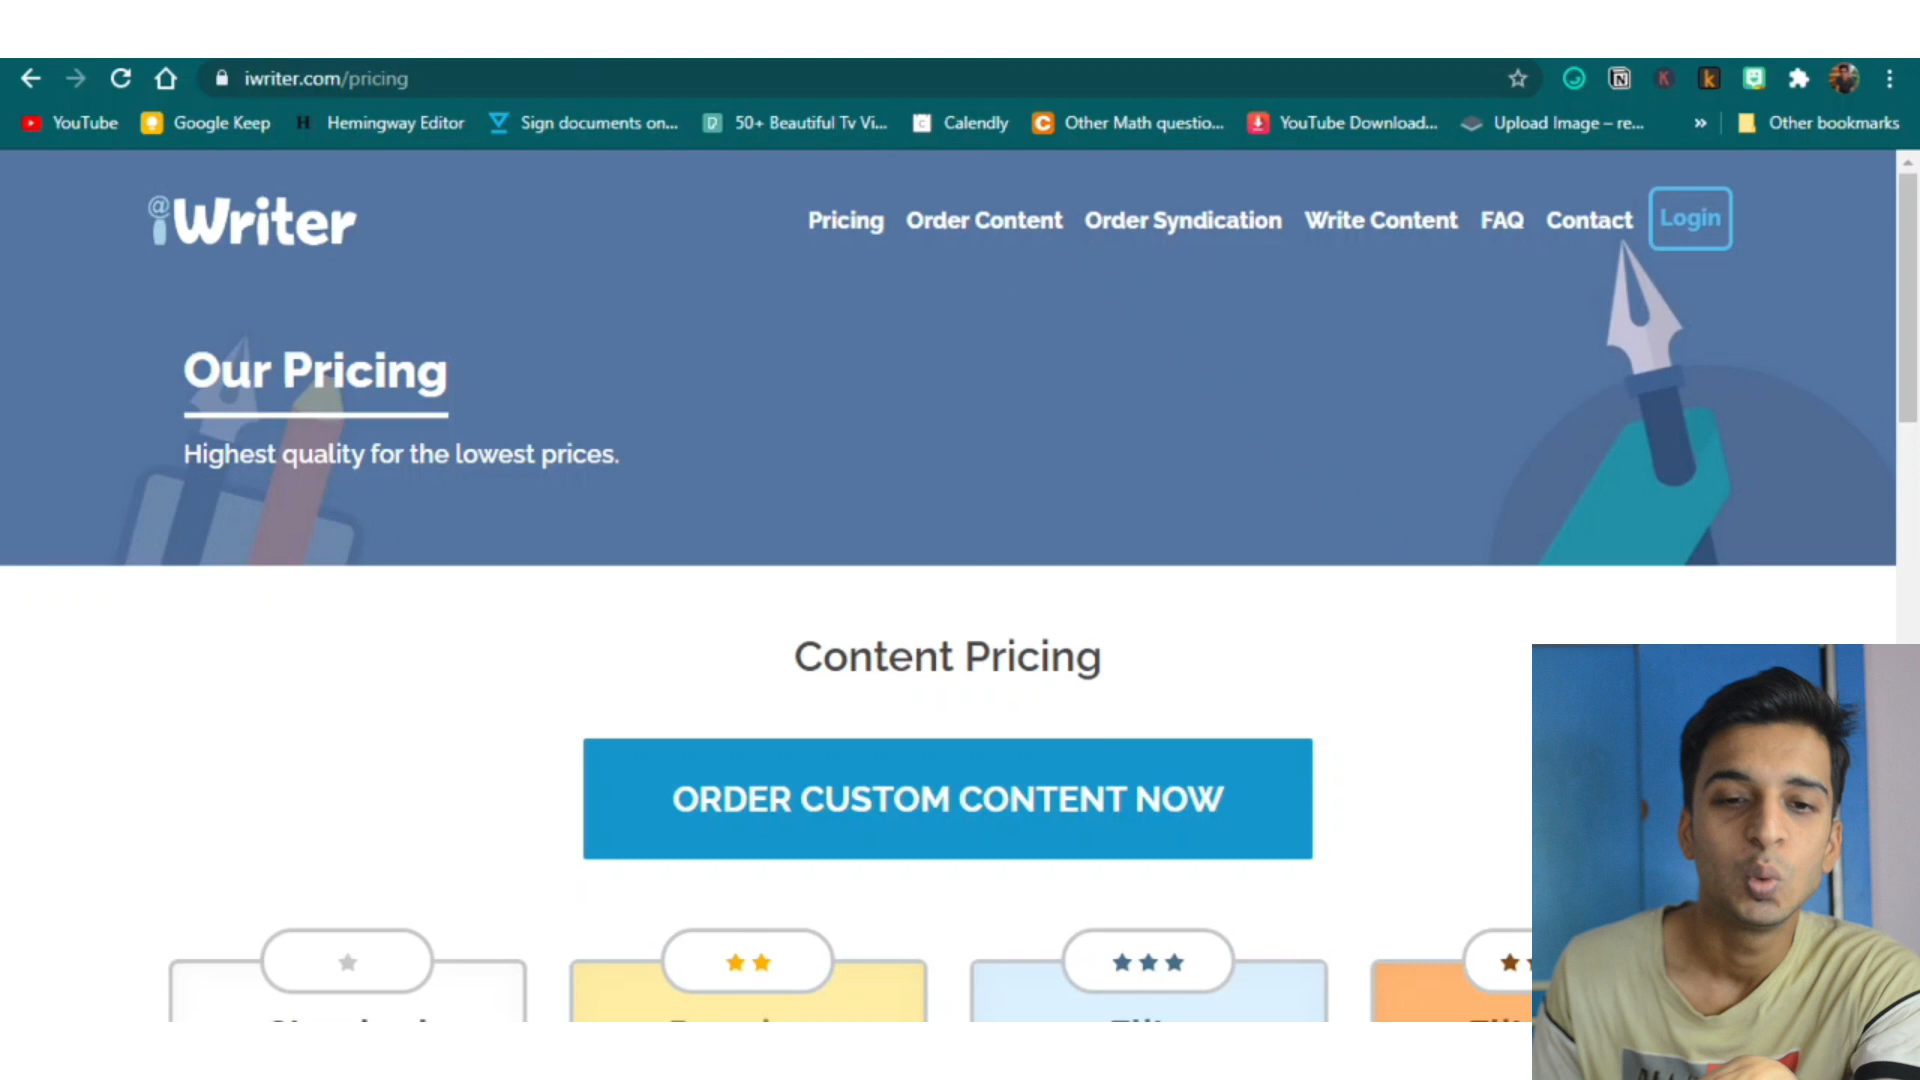 iwriter.com/pricing
YouTube Google Keep Hemingway Editor Sign documents on... 50+ Beautiful Tv Vi... Calendly Other Math questio... YouTube Download... Upload Image – re... » Other bookmarks
@iWriter
Pricing Order Content Order Syndication Write Content FAQ Contact Login
Our Pricing
Highest quality for the lowest prices.
Content Pricing
ORDER CUSTOM CONTENT NOW